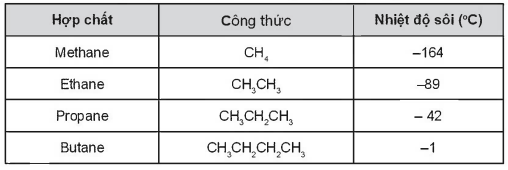 Hợp chất Công thức Nhiệt độ sôi (ºC)
Methane CH₄ –164
Ethane CH₃CH₃ –89
Propane CH₃CH₂CH₃ – 42
Butane CH₃CH₂CH₂CH₃ –1